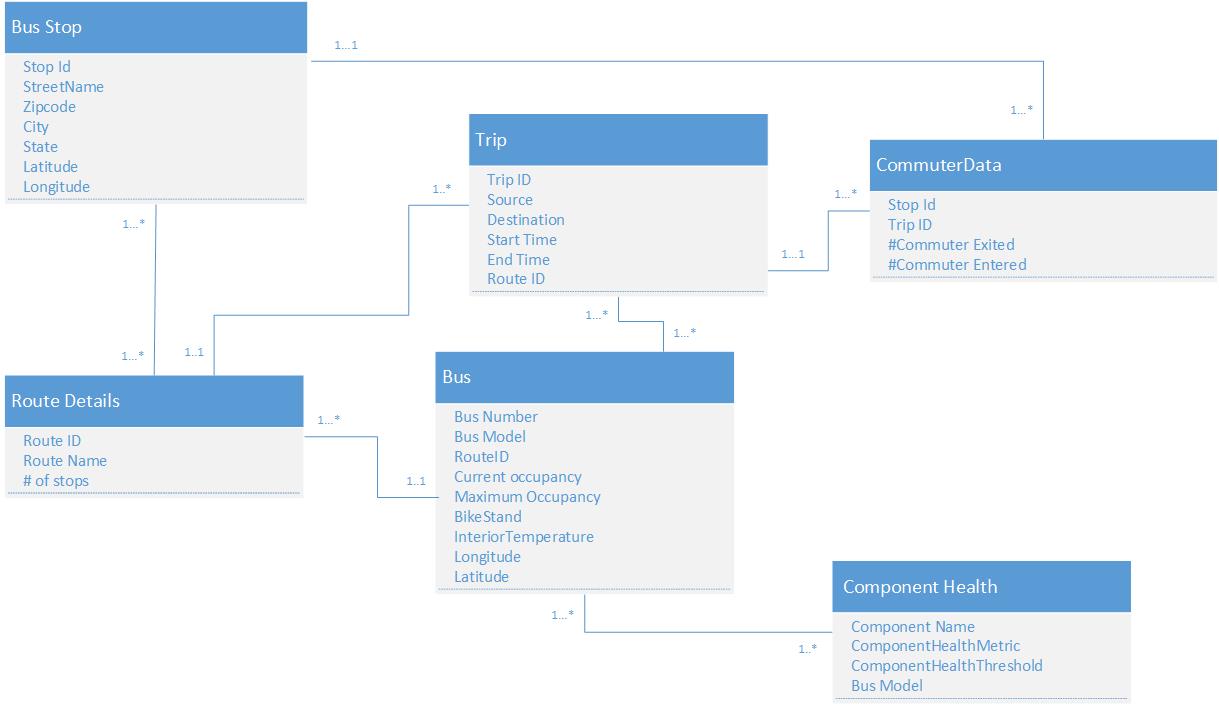 Bus Stop
Stop Id
StreetName
Zipcode
City
State
Latitude
Longitude
1...1
1...*
Trip
Trip ID
Source
Destination
Start Time
End Time
Route ID
CommuterData
Stop Id
Trip ID
#Commuter Exited
#Commuter Entered
1..*
1...*
1...1
1...*
1...*
1..1
1...*
1...*
Route Details
Route ID
Route Name
# of stops
1...*
1..1
Bus
Bus Number
Bus Model
RouteID
Current occupancy
Maximum Occupancy
BikeStand
InteriorTemperature
Longitude
Latitude
1...*
1..*
Component Health
Component Name
ComponentHealthMetric
ComponentHealthThreshold
Bus Model